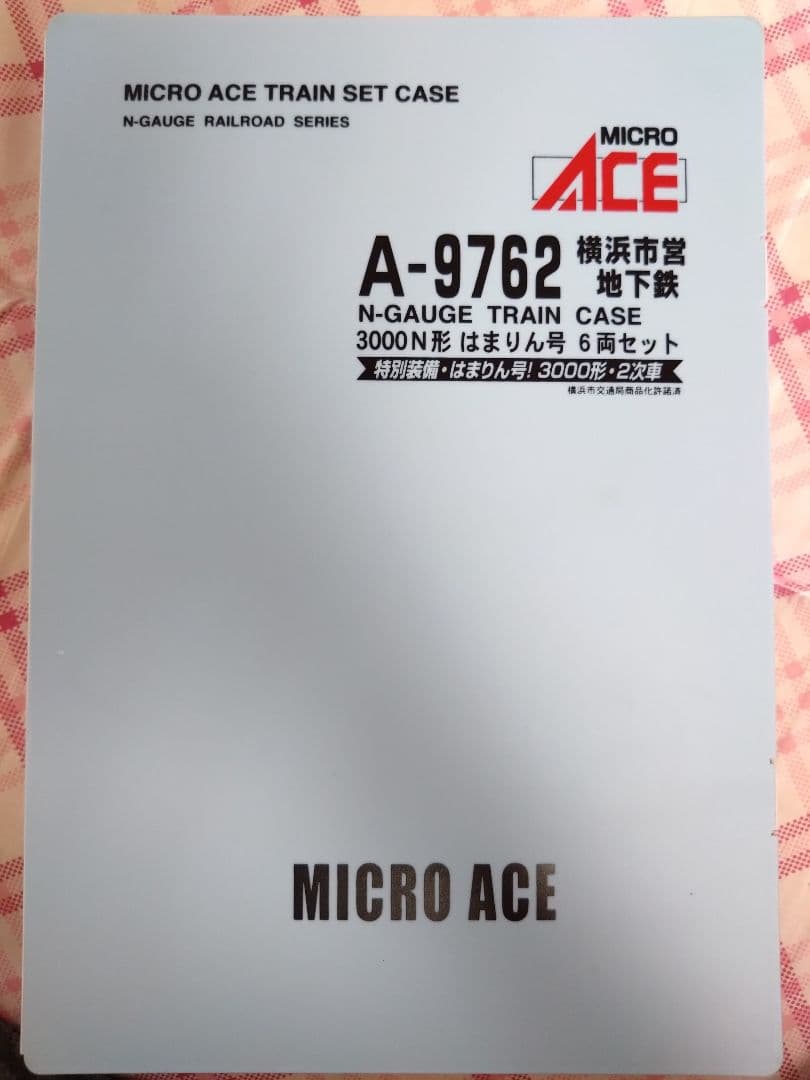 MICRO ACE TRAIN SET CASE
N-GAUGE RAILROAD SERIES
MICRO
ACE
A-9762 横浜市営
地下鉄
N-GAUGE TRAIN CASE
3000N形 はまりん号 6両セット
特別装備・はまりん号! 3000形・2次車
横浜市交通局商品化許諾済
MICRO ACE